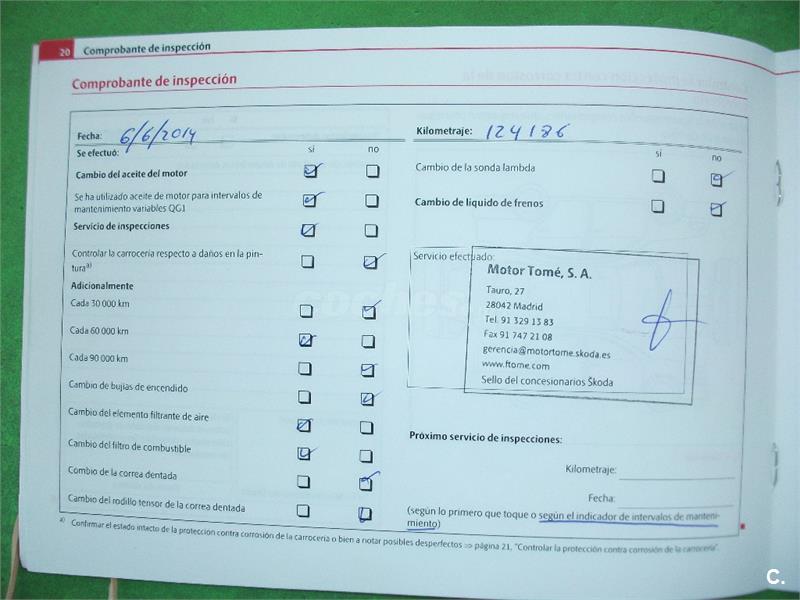 20 Comprobante de inspección
Comprobante de inspección
Fecha: 6/6/2014
Se efectuó: sí no
Cambio del aceite del motor
Se ha utilizado aceite de motor para intervalos de
mantenimiento variables QG1
Servicio de inspecciones
Controlar la carrocería respecto a daños en la pin-
tura a)
Adicionalmente
Cada 30 000 km
Cada 60 000 km
Cada 90 000 km
Cambio de bujías de encendido
Cambio del elemento filtrante de aire
Cambio del filtro de combustible
Combio de la correa dentada
Cambio del rodillo tensor de la correa dentada
Kilometraje: 124186
sí no
Cambio de la sonda lambda
Cambio de líquido de frenos
Servicio efectuado:
Motor Tomé, S. A.
Tauro, 27
28042 Madrid
Tel. 91 329 13 83
Fax 91 747 21 08
gerencia@motortome.skoda.es
www.ftome.com
Sello del concesionarios Škoda
Próximo servicio de inspecciones:
Kilometraje:
Fecha:
(según lo primero que toque o según el indicador de intervalos de manteni-
miento)
a) Confirmar el estado intacto de la protección contra corrosión de la carrocería o bien a notar posibles desperfectos ⇒ página 21, "Controlar la protección contra corrosión de la carrocería".
C.